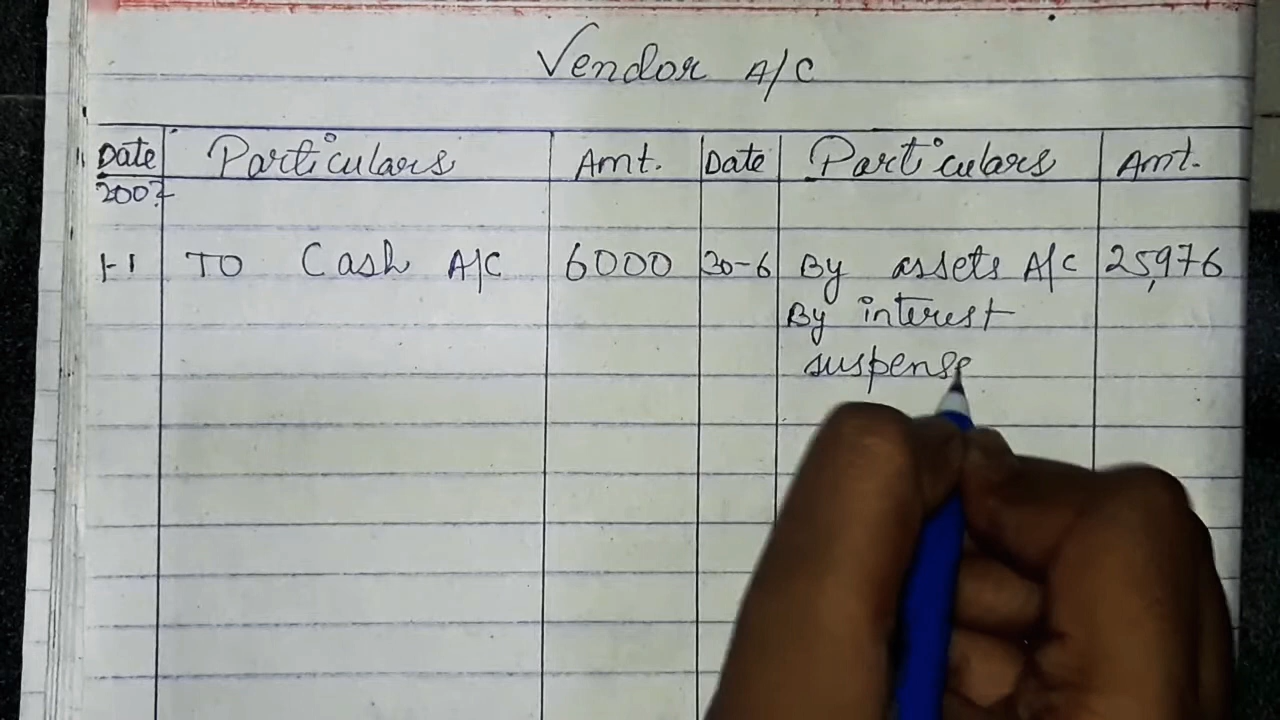 Vendor A/C
Date Particulars Amt. Date Particulars Amt.
2007
1-1 To Cash A/C 6000 30-6 By assets A/C 25,976
By interest
suspense